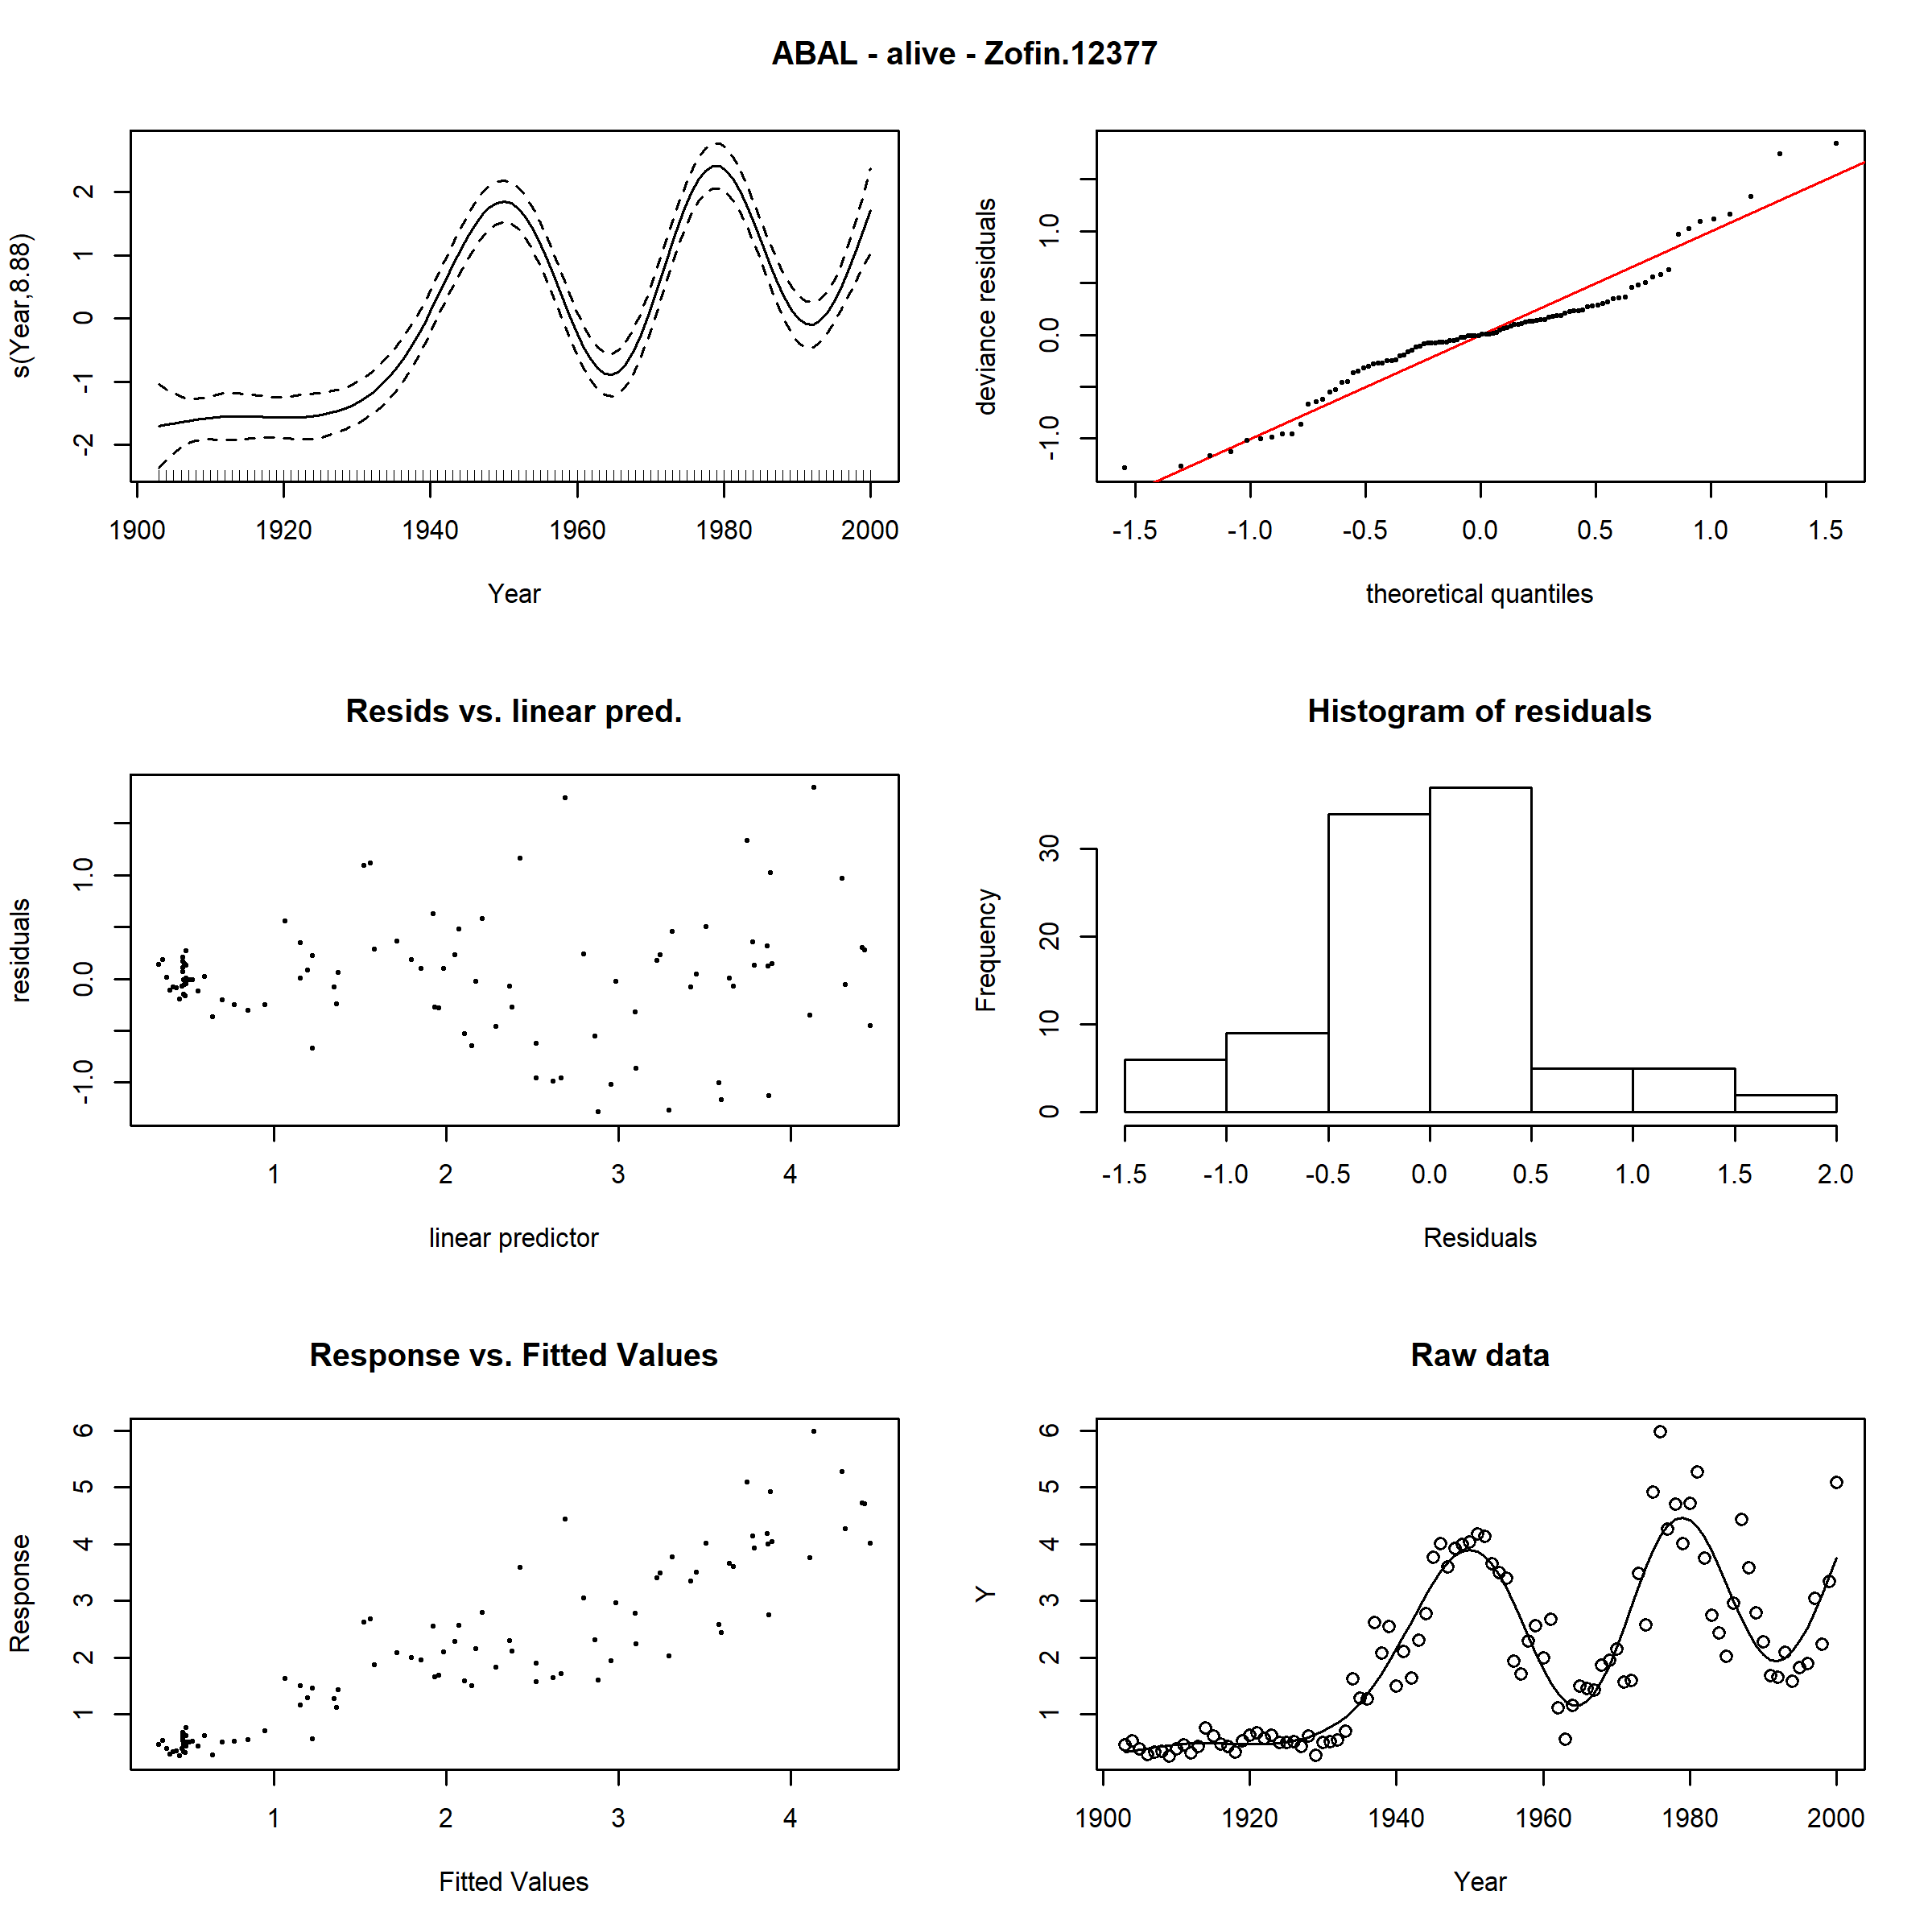 ABAL - alive - Zofin.12377
s(Year,8.88)
2
1
0
-1
-2
1900 1920 1940 1960 1980 2000
Year
deviance residuals
1.0
0.0
-1.0
-1.5 -1.0 -0.5 0.0 0.5 1.0 1.5
theoretical quantiles
Resids vs. linear pred.
residuals
1.0
0.0
-1.0
1 2 3 4
linear predictor
Histogram of residuals
Frequency
30
20
10
0
-1.5 -1.0 -0.5 0.0 0.5 1.0 1.5 2.0
Residuals
Response vs. Fitted Values
Response
6
5
4
3
2
1
1 2 3 4
Fitted Values
Raw data
Y
6
5
4
3
2
1
1900 1920 1940 1960 1980 2000
Year